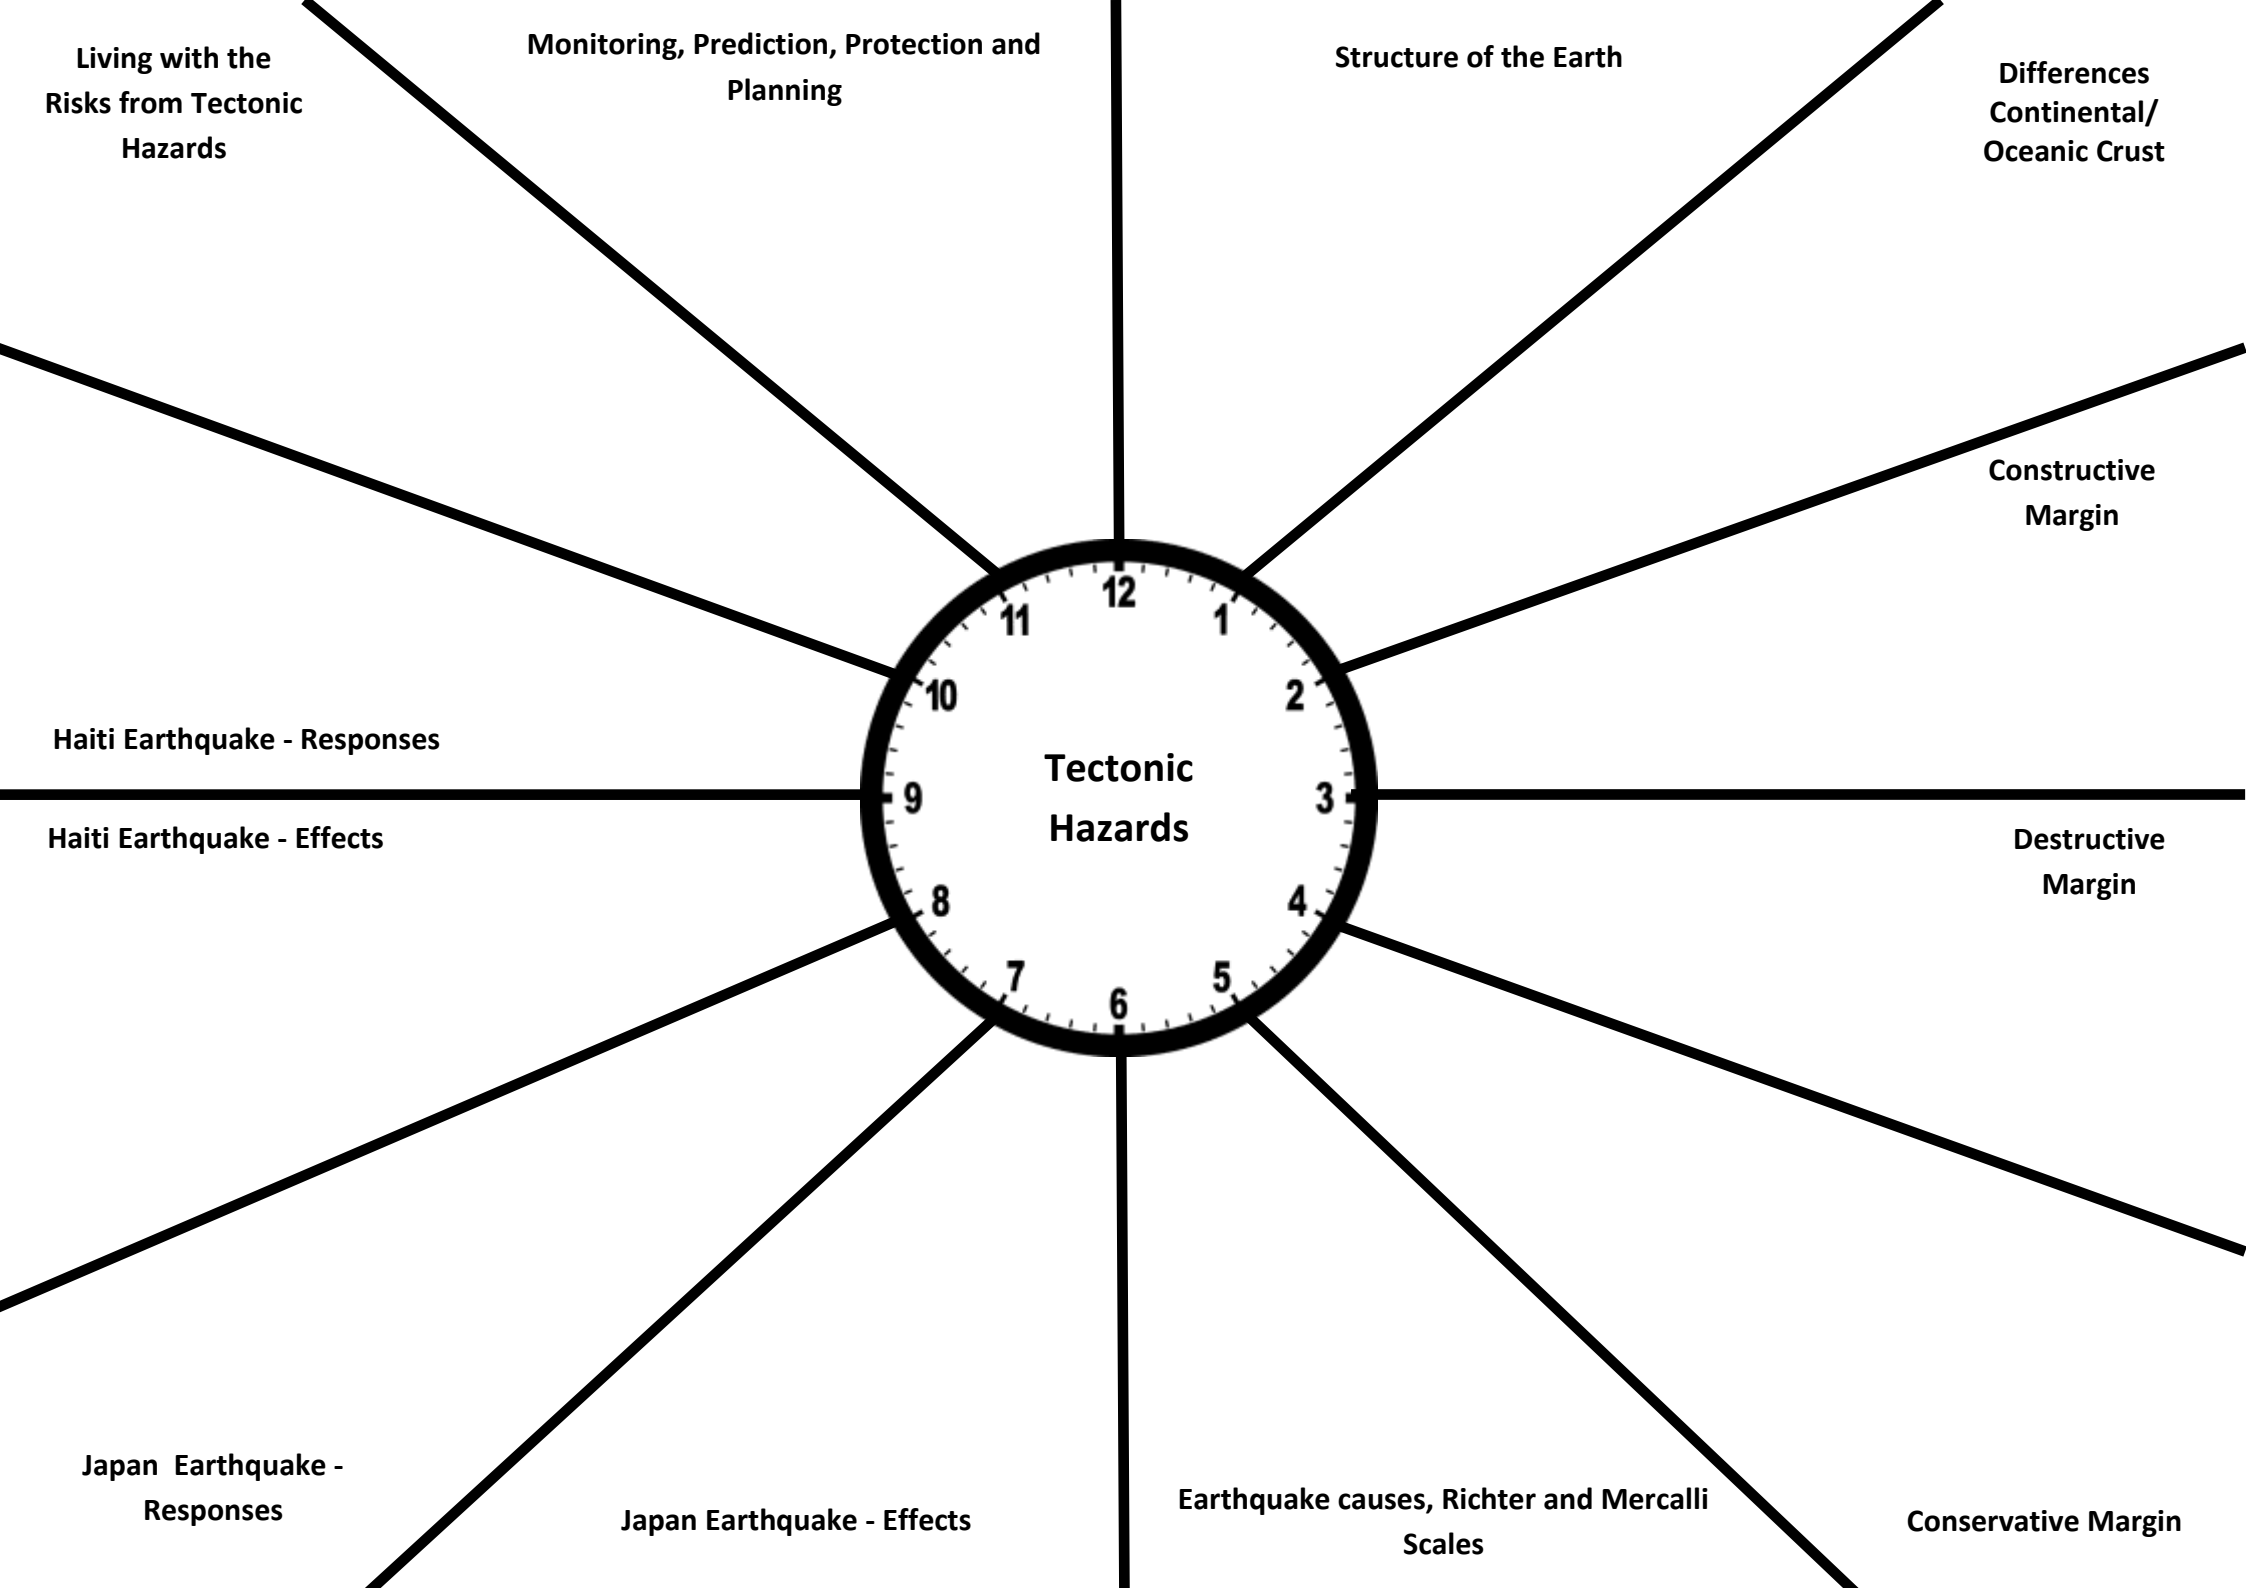 Living with the
Risks from Tectonic
Hazards
Monitoring, Prediction, Protection and
Planning
Structure of the Earth
Differences
Continental/
Oceanic Crust
Constructive
Margin
Haiti Earthquake - Responses
Haiti Earthquake - Effects
12
11
1
10
2
9
3
8
4
7
5
6
Tectonic
Hazards
Destructive
Margin
Japan  Earthquake -
Responses
Japan Earthquake - Effects
Earthquake causes, Richter and Mercalli
Scales
Conservative Margin